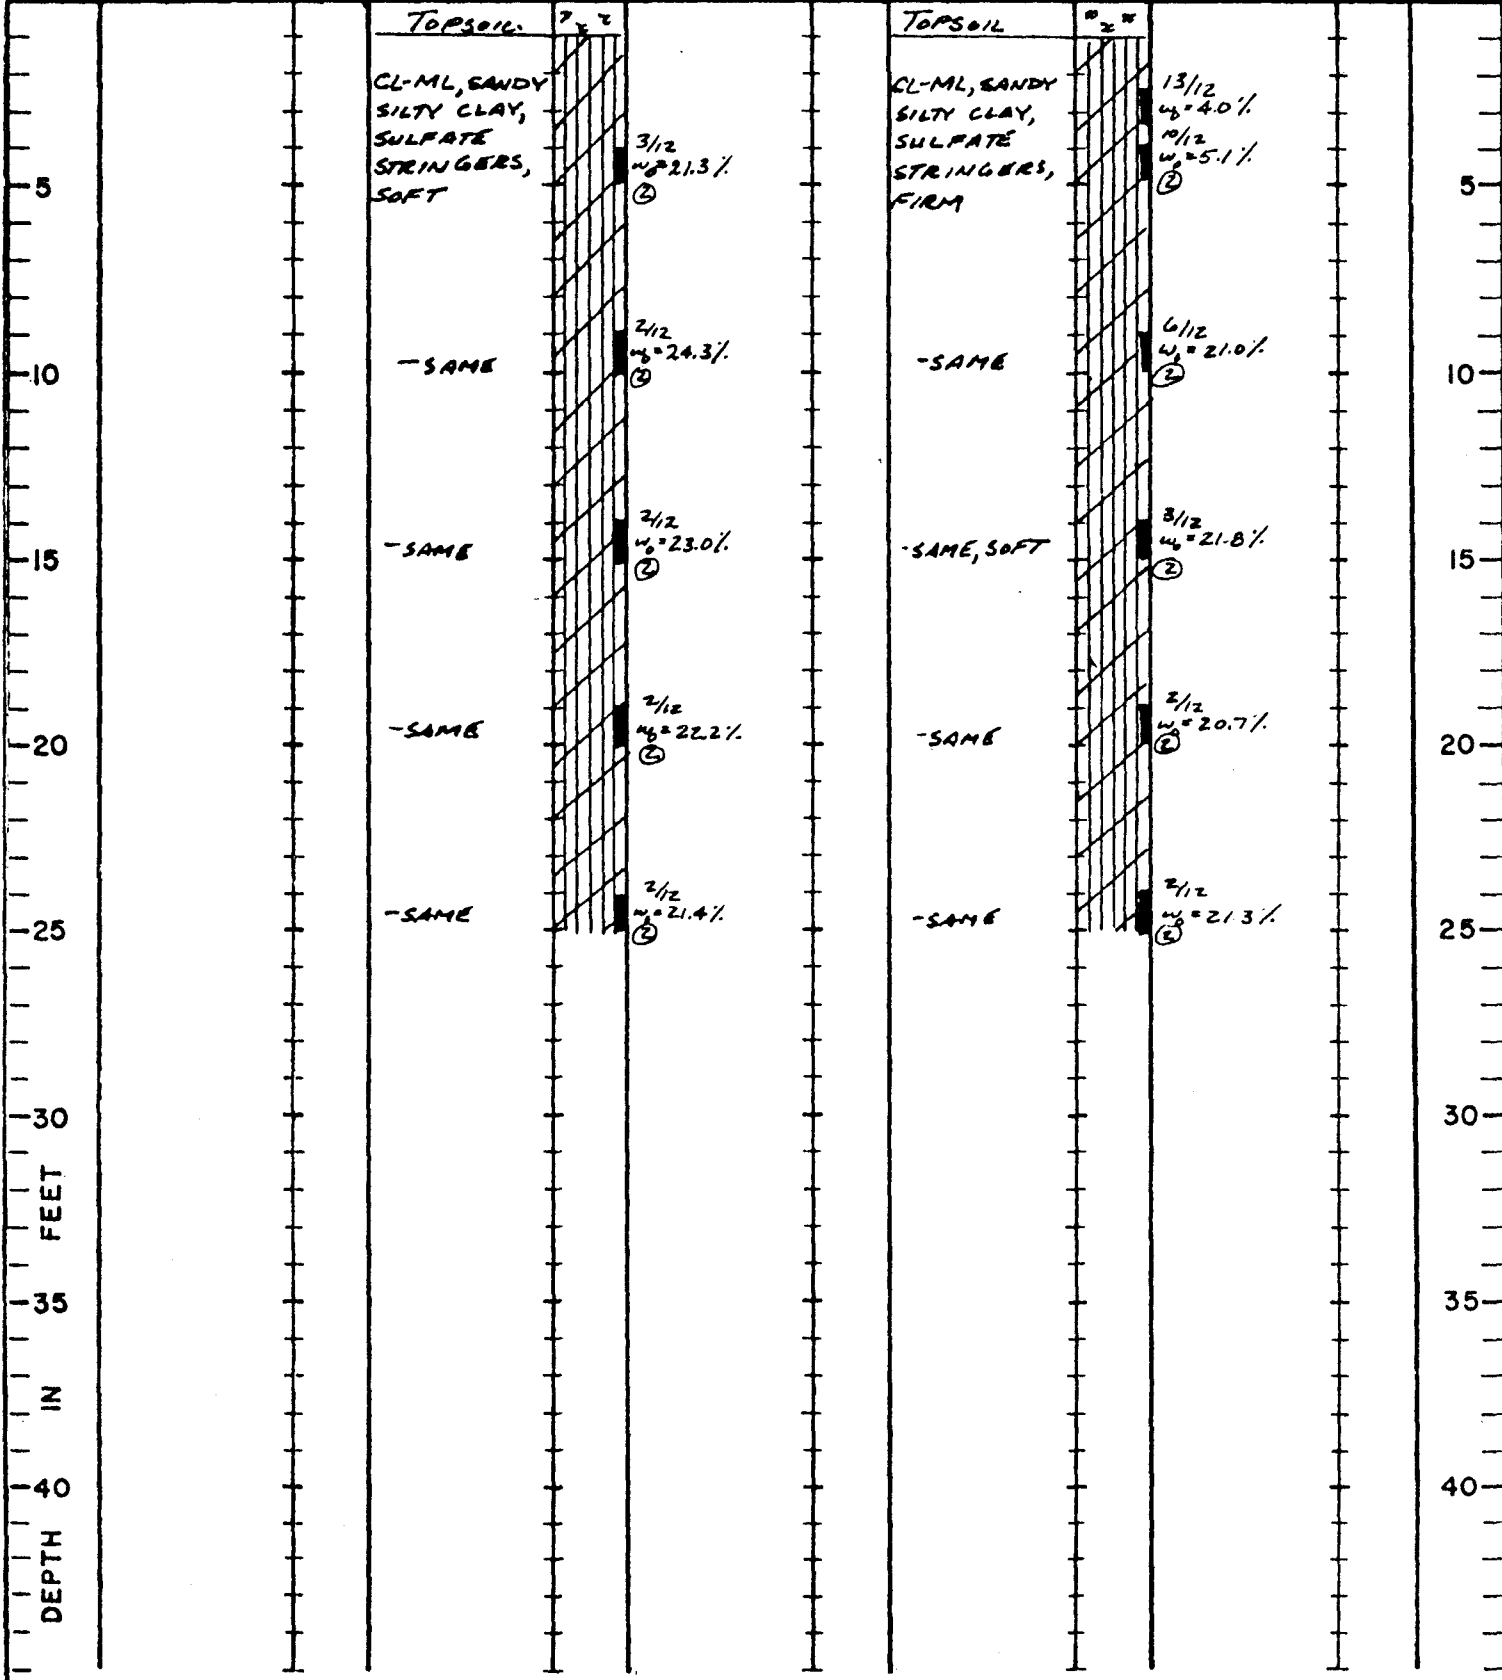 TOPSOIL
CL-ML, SANDY
SILTY CLAY,
SULFATE
STRINGERS,
SOFT
3/12
w₀=21.3%
②
-SAME
2/12
w₀=24.3%
②
-SAME
2/12
w₀=23.0%
②
-SAME
2/12
w₀=22.2%
②
-SAME
2/12
w₀=21.4%
②
TOPSOIL
CL-ML, SANDY
SILTY CLAY,
SULFATE
STRINGERS,
FIRM
13/12
w₀=4.0%
10/12
w₀=5.1%
②
-SAME
6/12
w₀=21.0%
②
-SAME, SOFT
3/12
w₀=21.8%
②
-SAME
2/12
w₀=20.7%
②
-SAME
2/12
w₀=21.3%
②
5
10
15
20
25
30
35
40
DEPTH IN FEET
5
10
15
20
25
30
35
40